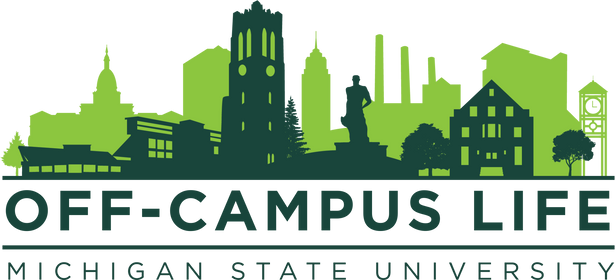 OFF-CAMPUS LIFE
MICHIGAN STATE UNIVERSITY